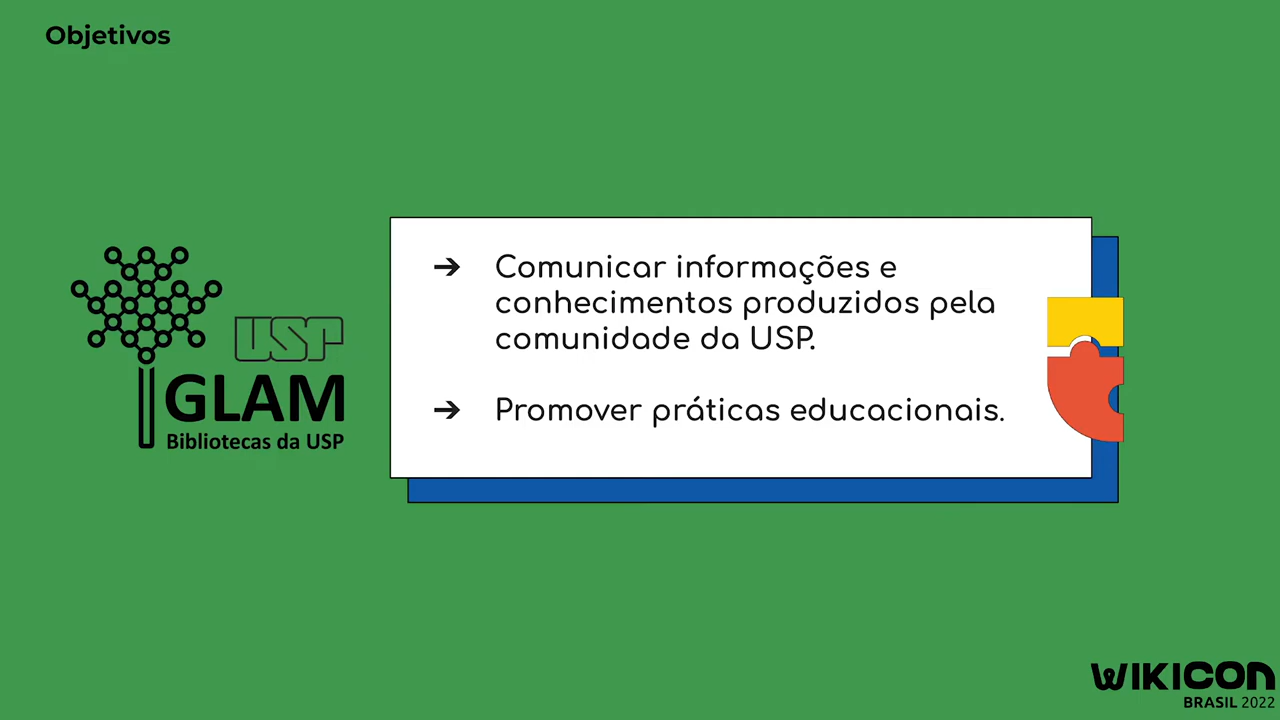 Objetivos
USP
GLAM
Bibliotecas da USP
➔ Comunicar informações e
conhecimentos produzidos pela
comunidade da USP.
➔ Promover práticas educacionais.
WIKICON
BRASIL 2022